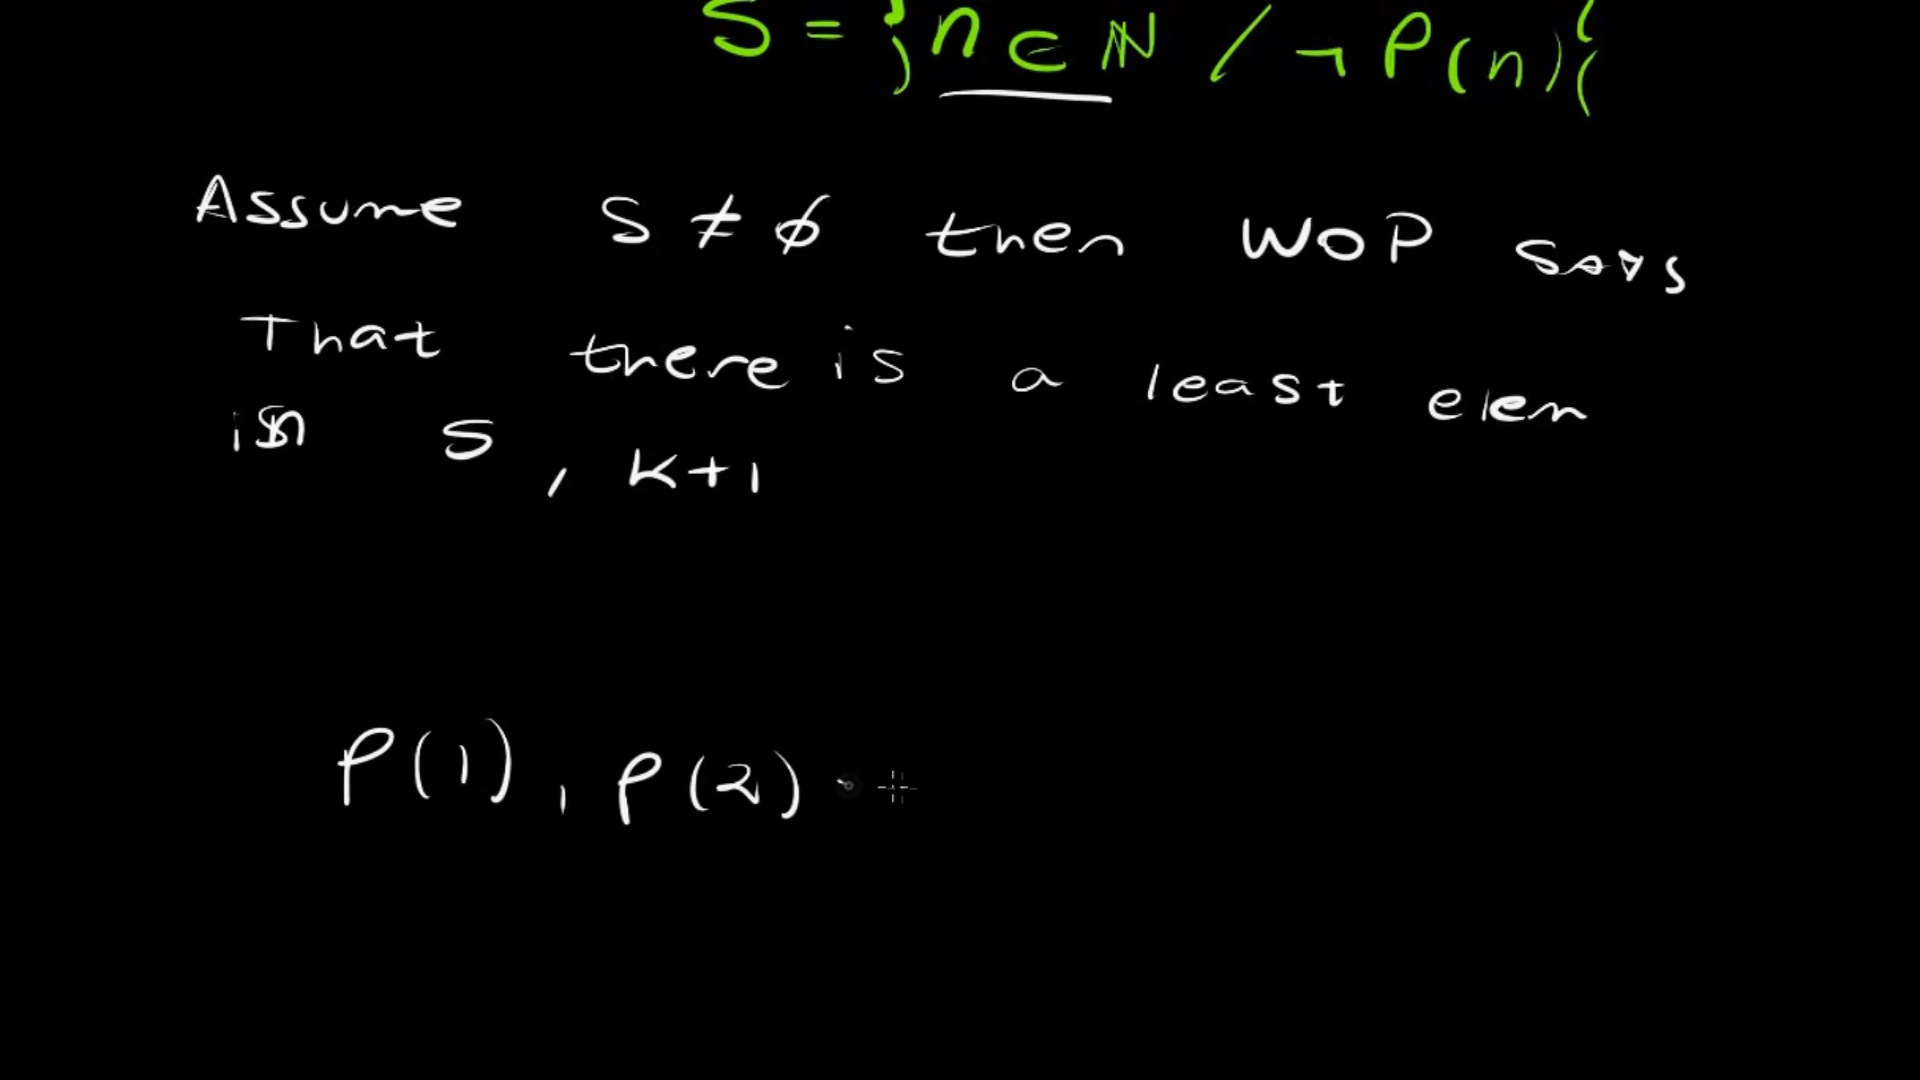 S = }n ∈ ℕ / ¬P(n){
Assume S ≠ ∅ then WOP says
That there is a least elem
in S , K+1
P(1), P(2) .